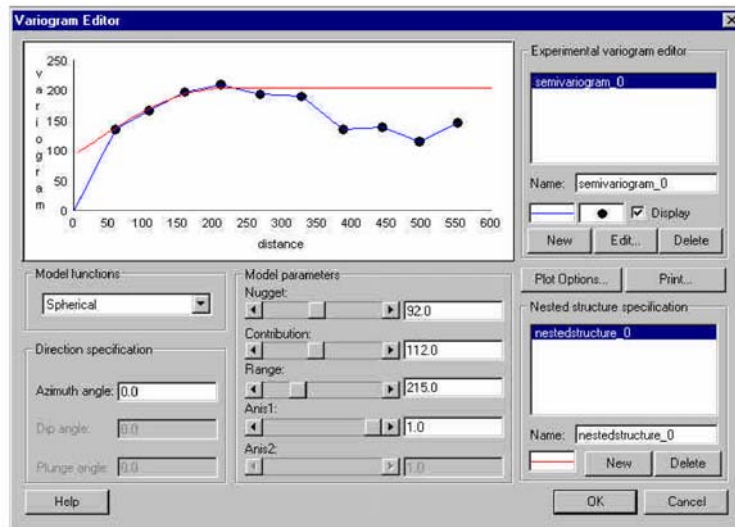 Variogram Editor
variogram
250
200
150
100
50
0
0 50 100 150 200 250 300 350 400 450 500 550 600
distance
Experimental variogram editor
semivariogram_0
Name: semivariogram_0
Display
New Edit... Delete
Plot Options... Print...
Model functions
Spherical
Direction specification
Azimuth angle: 0.0
Dip angle: 0.0
Plunge angle: 0.0
Model parameters
Nugget:
92.0
Contribution:
112.0
Range:
215.0
Anis1:
1.0
Anis2:
1.0
Nested structure specification
nestedstructure_0
Name: nestedstructure_0
New Delete
Help
OK Cancel